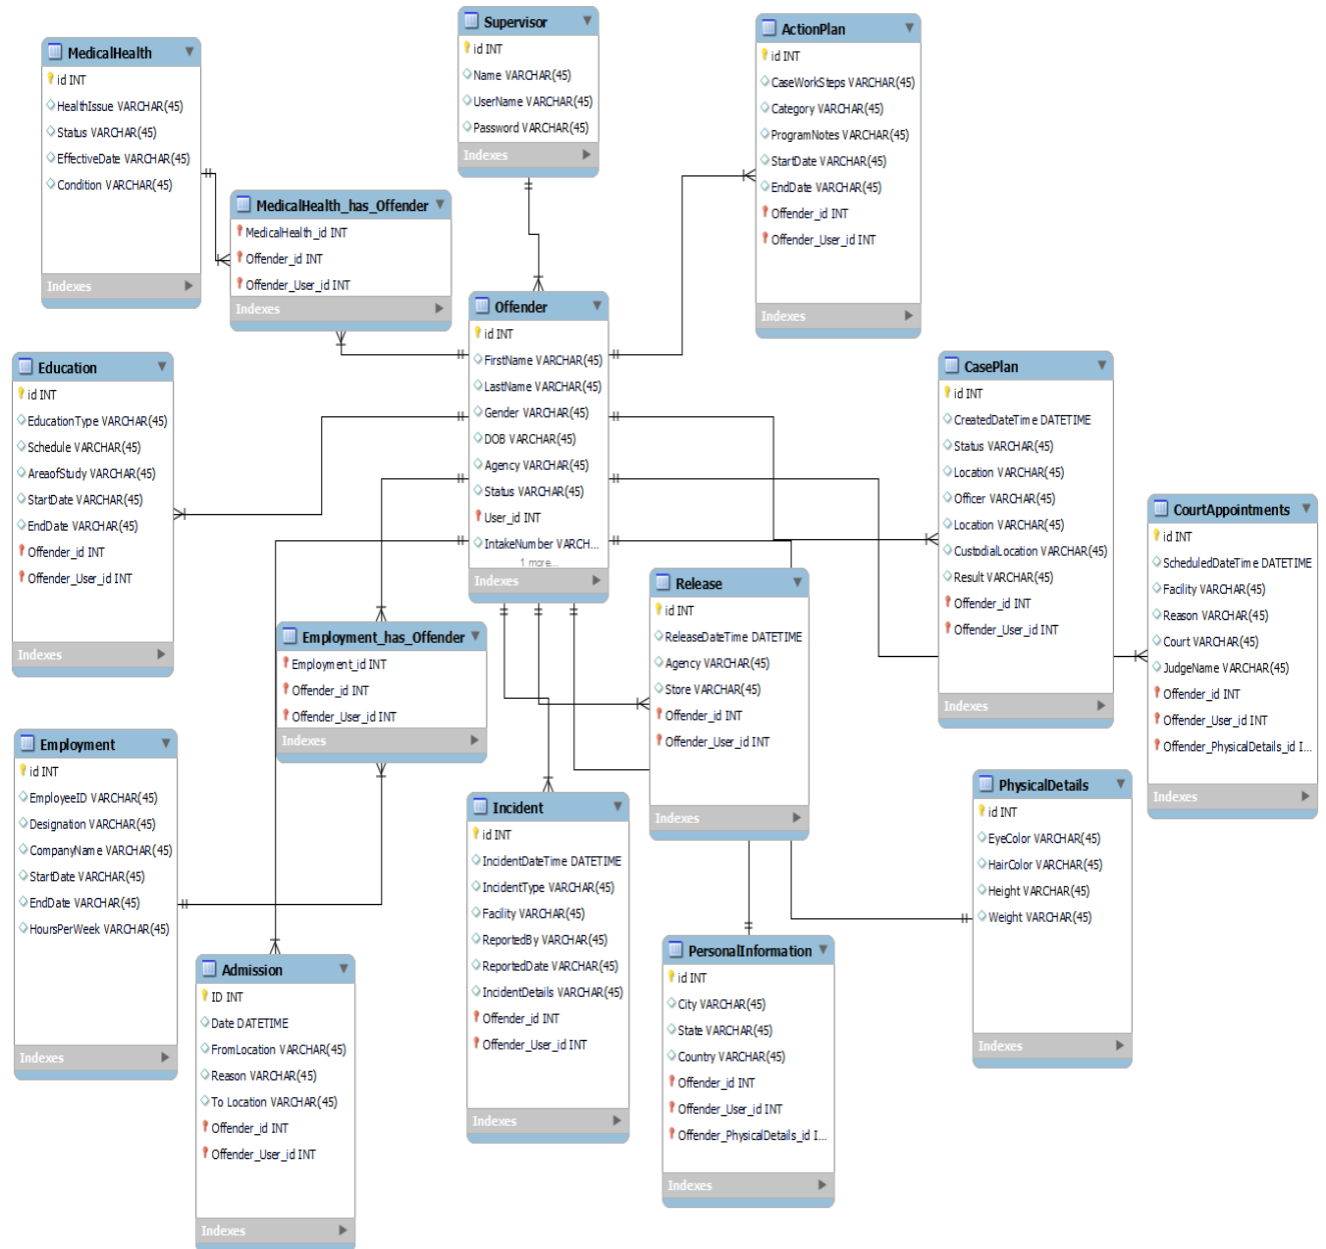 Supervisor
id INT
Name VARCHAR(45)
UserName VARCHAR(45)
Password VARCHAR(45)
Indexes
ActionPlan
id INT
CaseWorkSteps VARCHAR(45)
Category VARCHAR(45)
ProgramNotes VARCHAR(45)
StartDate VARCHAR(45)
EndDate VARCHAR(45)
Offender_id INT
Offender_User_id INT
Indexes
MedicalHealth
id INT
HealthIssue VARCHAR(45)
Status VARCHAR(45)
EffectiveDate VARCHAR(45)
Condition VARCHAR(45)
Indexes
MedicalHealth_has_Offender
MedicalHealth_id INT
Offender_id INT
Offender_User_id INT
Indexes
Offender
id INT
FirstName VARCHAR(45)
LastName VARCHAR(45)
Gender VARCHAR(45)
DOB VARCHAR(45)
Agency VARCHAR(45)
Status VARCHAR(45)
User_id INT
IntakeNumber VARCH...
1 more...
Indexes
Education
id INT
EducationType VARCHAR(45)
Schedule VARCHAR(45)
AreaofStudy VARCHAR(45)
StartDate VARCHAR(45)
EndDate VARCHAR(45)
Offender_id INT
Offender_User_id INT
Indexes
CasePlan
id INT
CreatedDateTime DATETIME
Status VARCHAR(45)
Location VARCHAR(45)
Officer VARCHAR(45)
Location VARCHAR(45)
CustodialLocation VARCHAR(45)
Result VARCHAR(45)
Offender_id INT
Offender_User_id INT
Indexes
CourtAppointments
id INT
ScheduledDateTime DATETIME
Facility VARCHAR(45)
Reason VARCHAR(45)
Court VARCHAR(45)
JudgeName VARCHAR(45)
Offender_id INT
Offender_User_id INT
Offender_PhysicalDetails_id I...
Indexes
Release
id INT
ReleaseDateTime DATETIME
Agency VARCHAR(45)
Store VARCHAR(45)
Offender_id INT
Offender_User_id INT
Indexes
Employment_has_Offender
Employment_id INT
Offender_id INT
Offender_User_id INT
Indexes
Employment
id INT
EmployeeID VARCHAR(45)
Designation VARCHAR(45)
CompanyName VARCHAR(45)
StartDate VARCHAR(45)
EndDate VARCHAR(45)
HoursPerWeek VARCHAR(45)
Indexes
Incident
id INT
IncidentDateTime DATETIME
IncidentType VARCHAR(45)
Facility VARCHAR(45)
ReportedBy VARCHAR(45)
ReportedDate VARCHAR(45)
IncidentDetails VARCHAR(45)
Offender_id INT
Offender_User_id INT
Indexes
PhysicalDetails
id INT
EyeColor VARCHAR(45)
HairColor VARCHAR(45)
Height VARCHAR(45)
Weight VARCHAR(45)
Indexes
PersonalInformation
id INT
City VARCHAR(45)
State VARCHAR(45)
Country VARCHAR(45)
Offender_id INT
Offender_User_id INT
Offender_PhysicalDetails_id I...
Indexes
Admission
ID INT
Date DATETIME
FromLocation VARCHAR(45)
Reason VARCHAR(45)
To Location VARCHAR(45)
Offender_id INT
Offender_User_id INT
Indexes